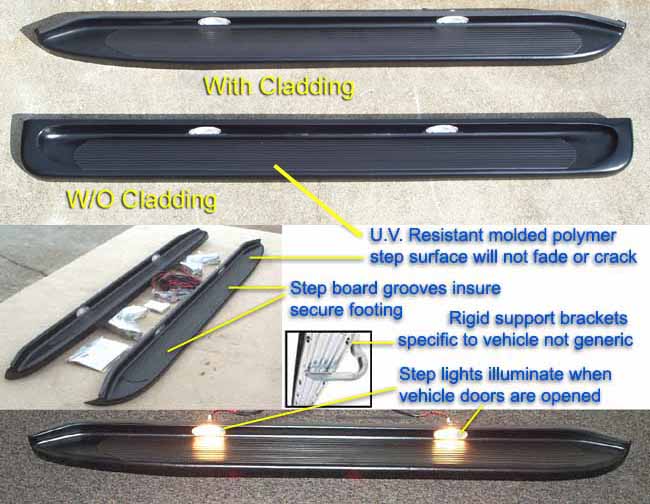 With Cladding
W/O Cladding
U.V. Resistant molded polymer
step surface will not fade or crack
Step board grooves insure
secure footing
Rigid support brackets
specific to vehicle not generic
Step lights illuminate when
vehicle doors are opened